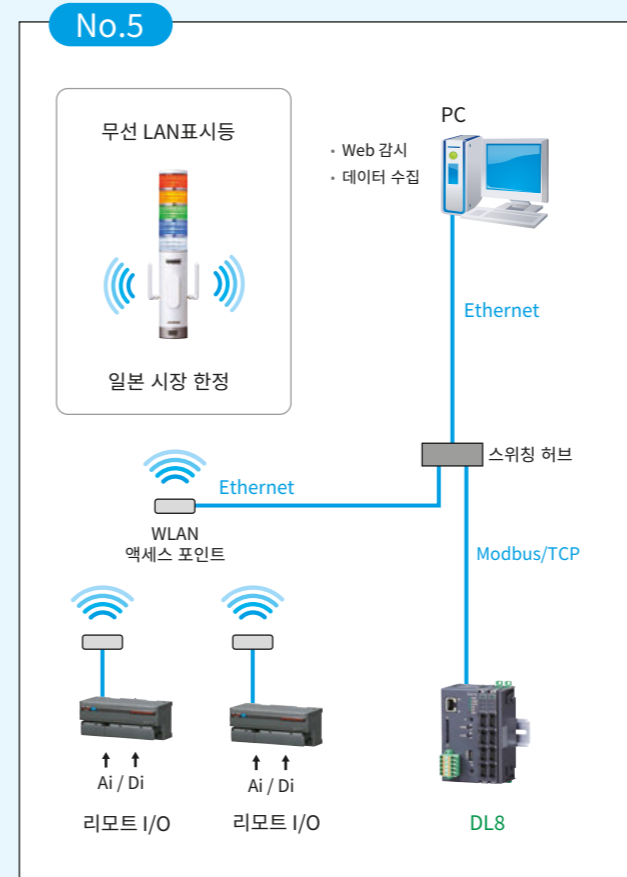 No.5
무선 LAN표시등
일본 시장 한정
PC
· Web 감시
· 데이터 수집
Ethernet
스위칭 허브
Ethernet
WLAN
액세스 포인트
Modbus/TCP
Ai / Di
Ai / Di
리모트 I/O
리모트 I/O
DL8